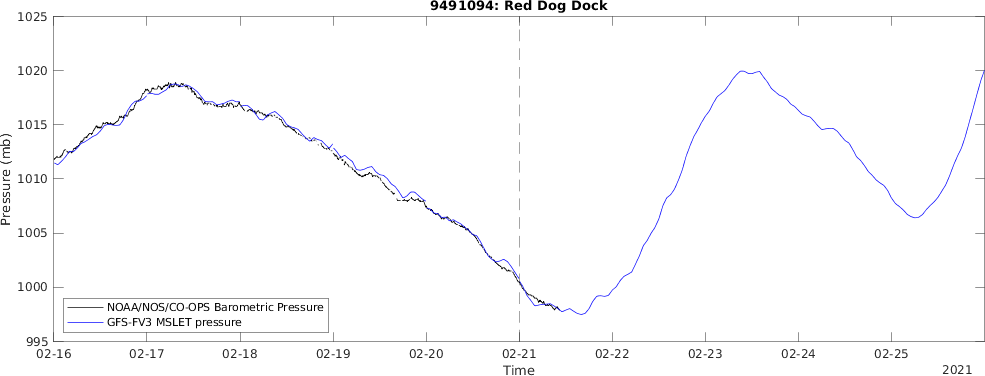 9491094: Red Dog Dock
Pressure (mb)
1025
1020
1015
1010
1005
1000
995
NOAA/NOS/CO-OPS Barometric Pressure
GFS-FV3 MSLET pressure
02-16 02-17 02-18 02-19 02-20 02-21 02-22 02-23 02-24 02-25
Time
2021